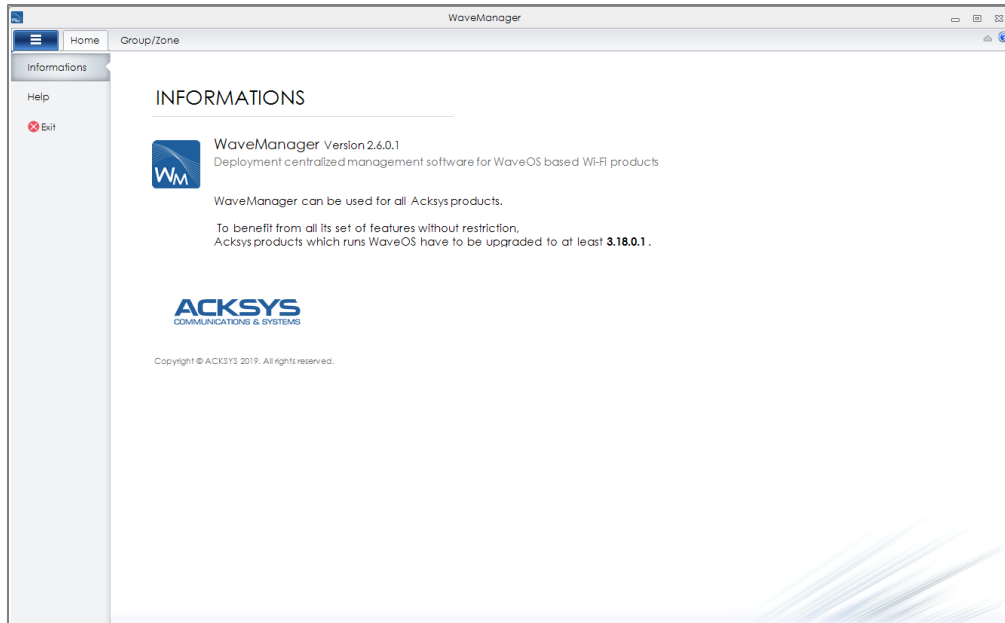 WaveManager
Home
Group/Zone
Informations
Help
Exit
INFORMATIONS
WM
WaveManager Version 2.6.0.1
Deployment centralized management software for WaveOS based Wi-Fi products
WaveManager can be used for all Acksys products.
To benefit from all its set of features without restriction,
Acksys products which runs WaveOS have to be upgraded to at least 3.18.0.1 .
ACKSYS
COMMUNICATIONS & SYSTEMS
Copyright © ACKSYS 2019. All rights reserved.